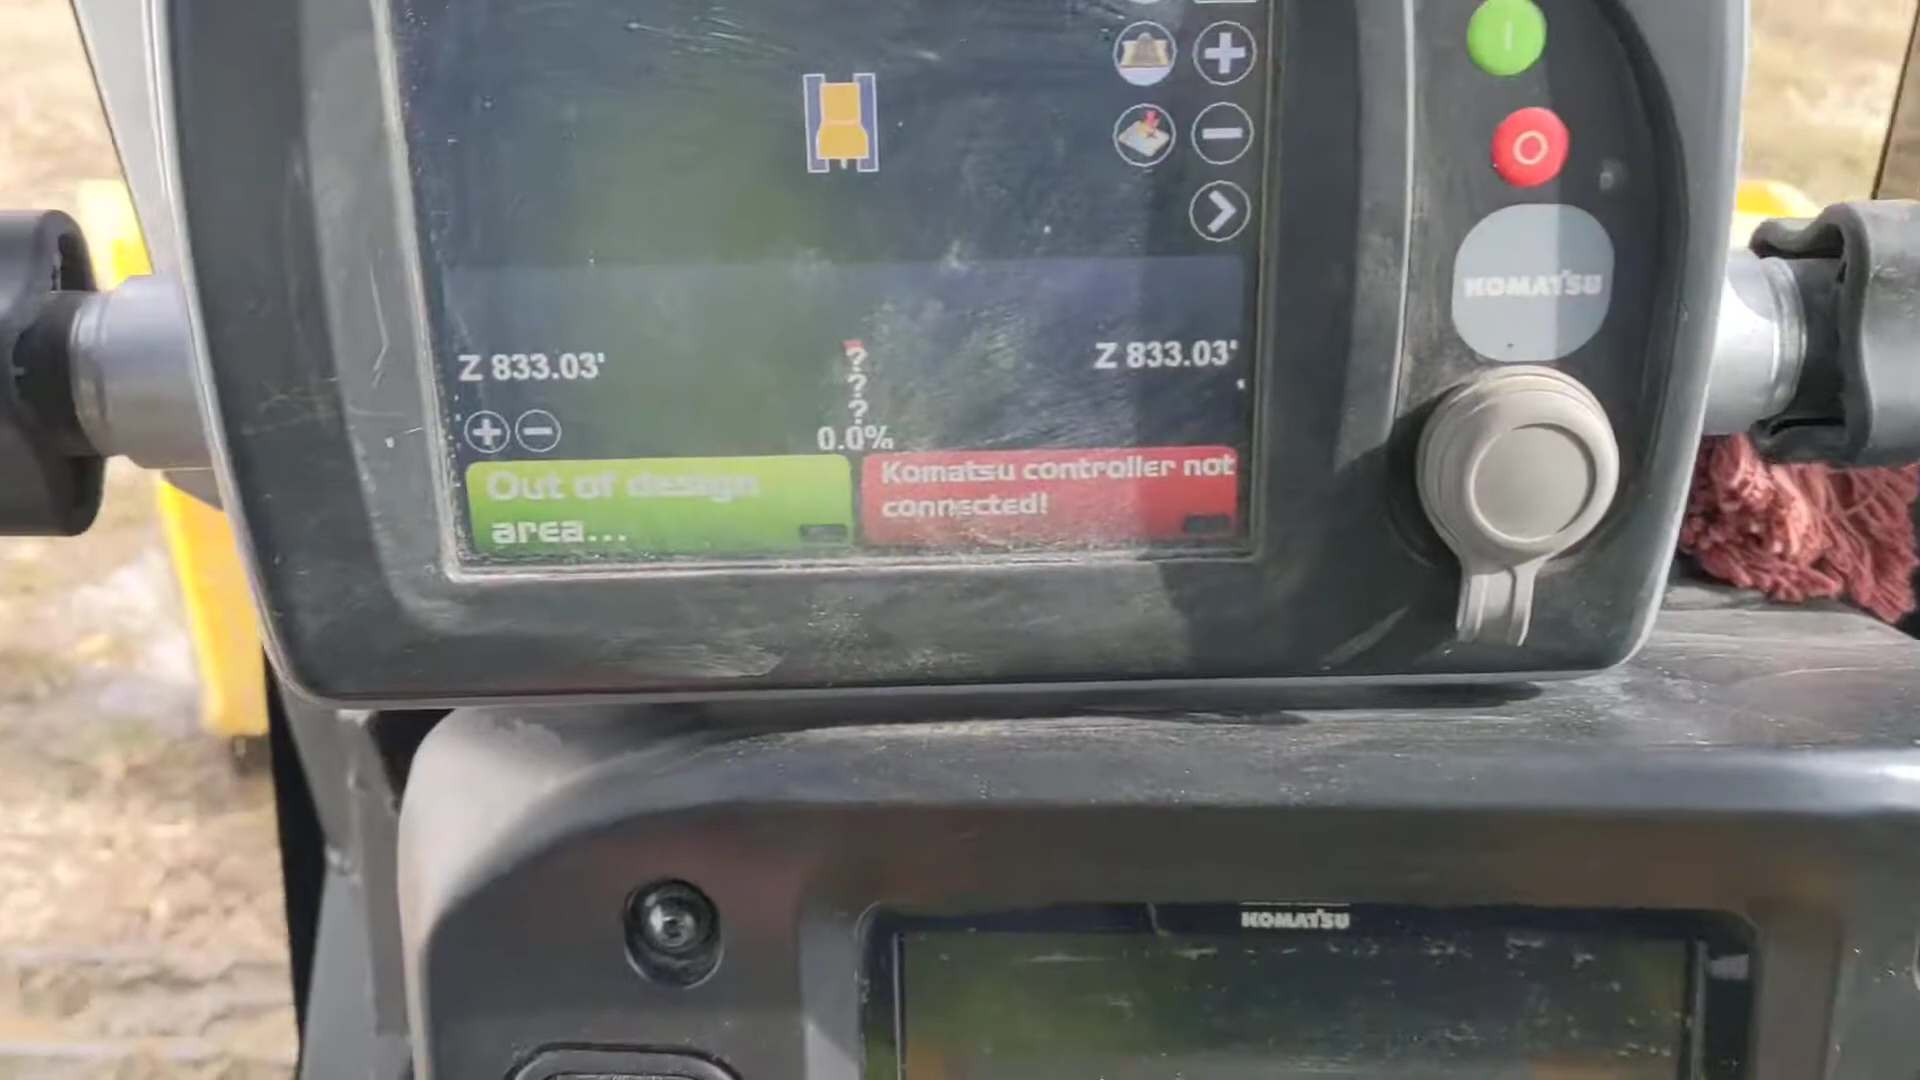 KOMATSU
Z 833.03'
Z 833.03'
?
?
?
0.0%
Out of design
area...
Komatsu controller not
connected!
KOMATSU